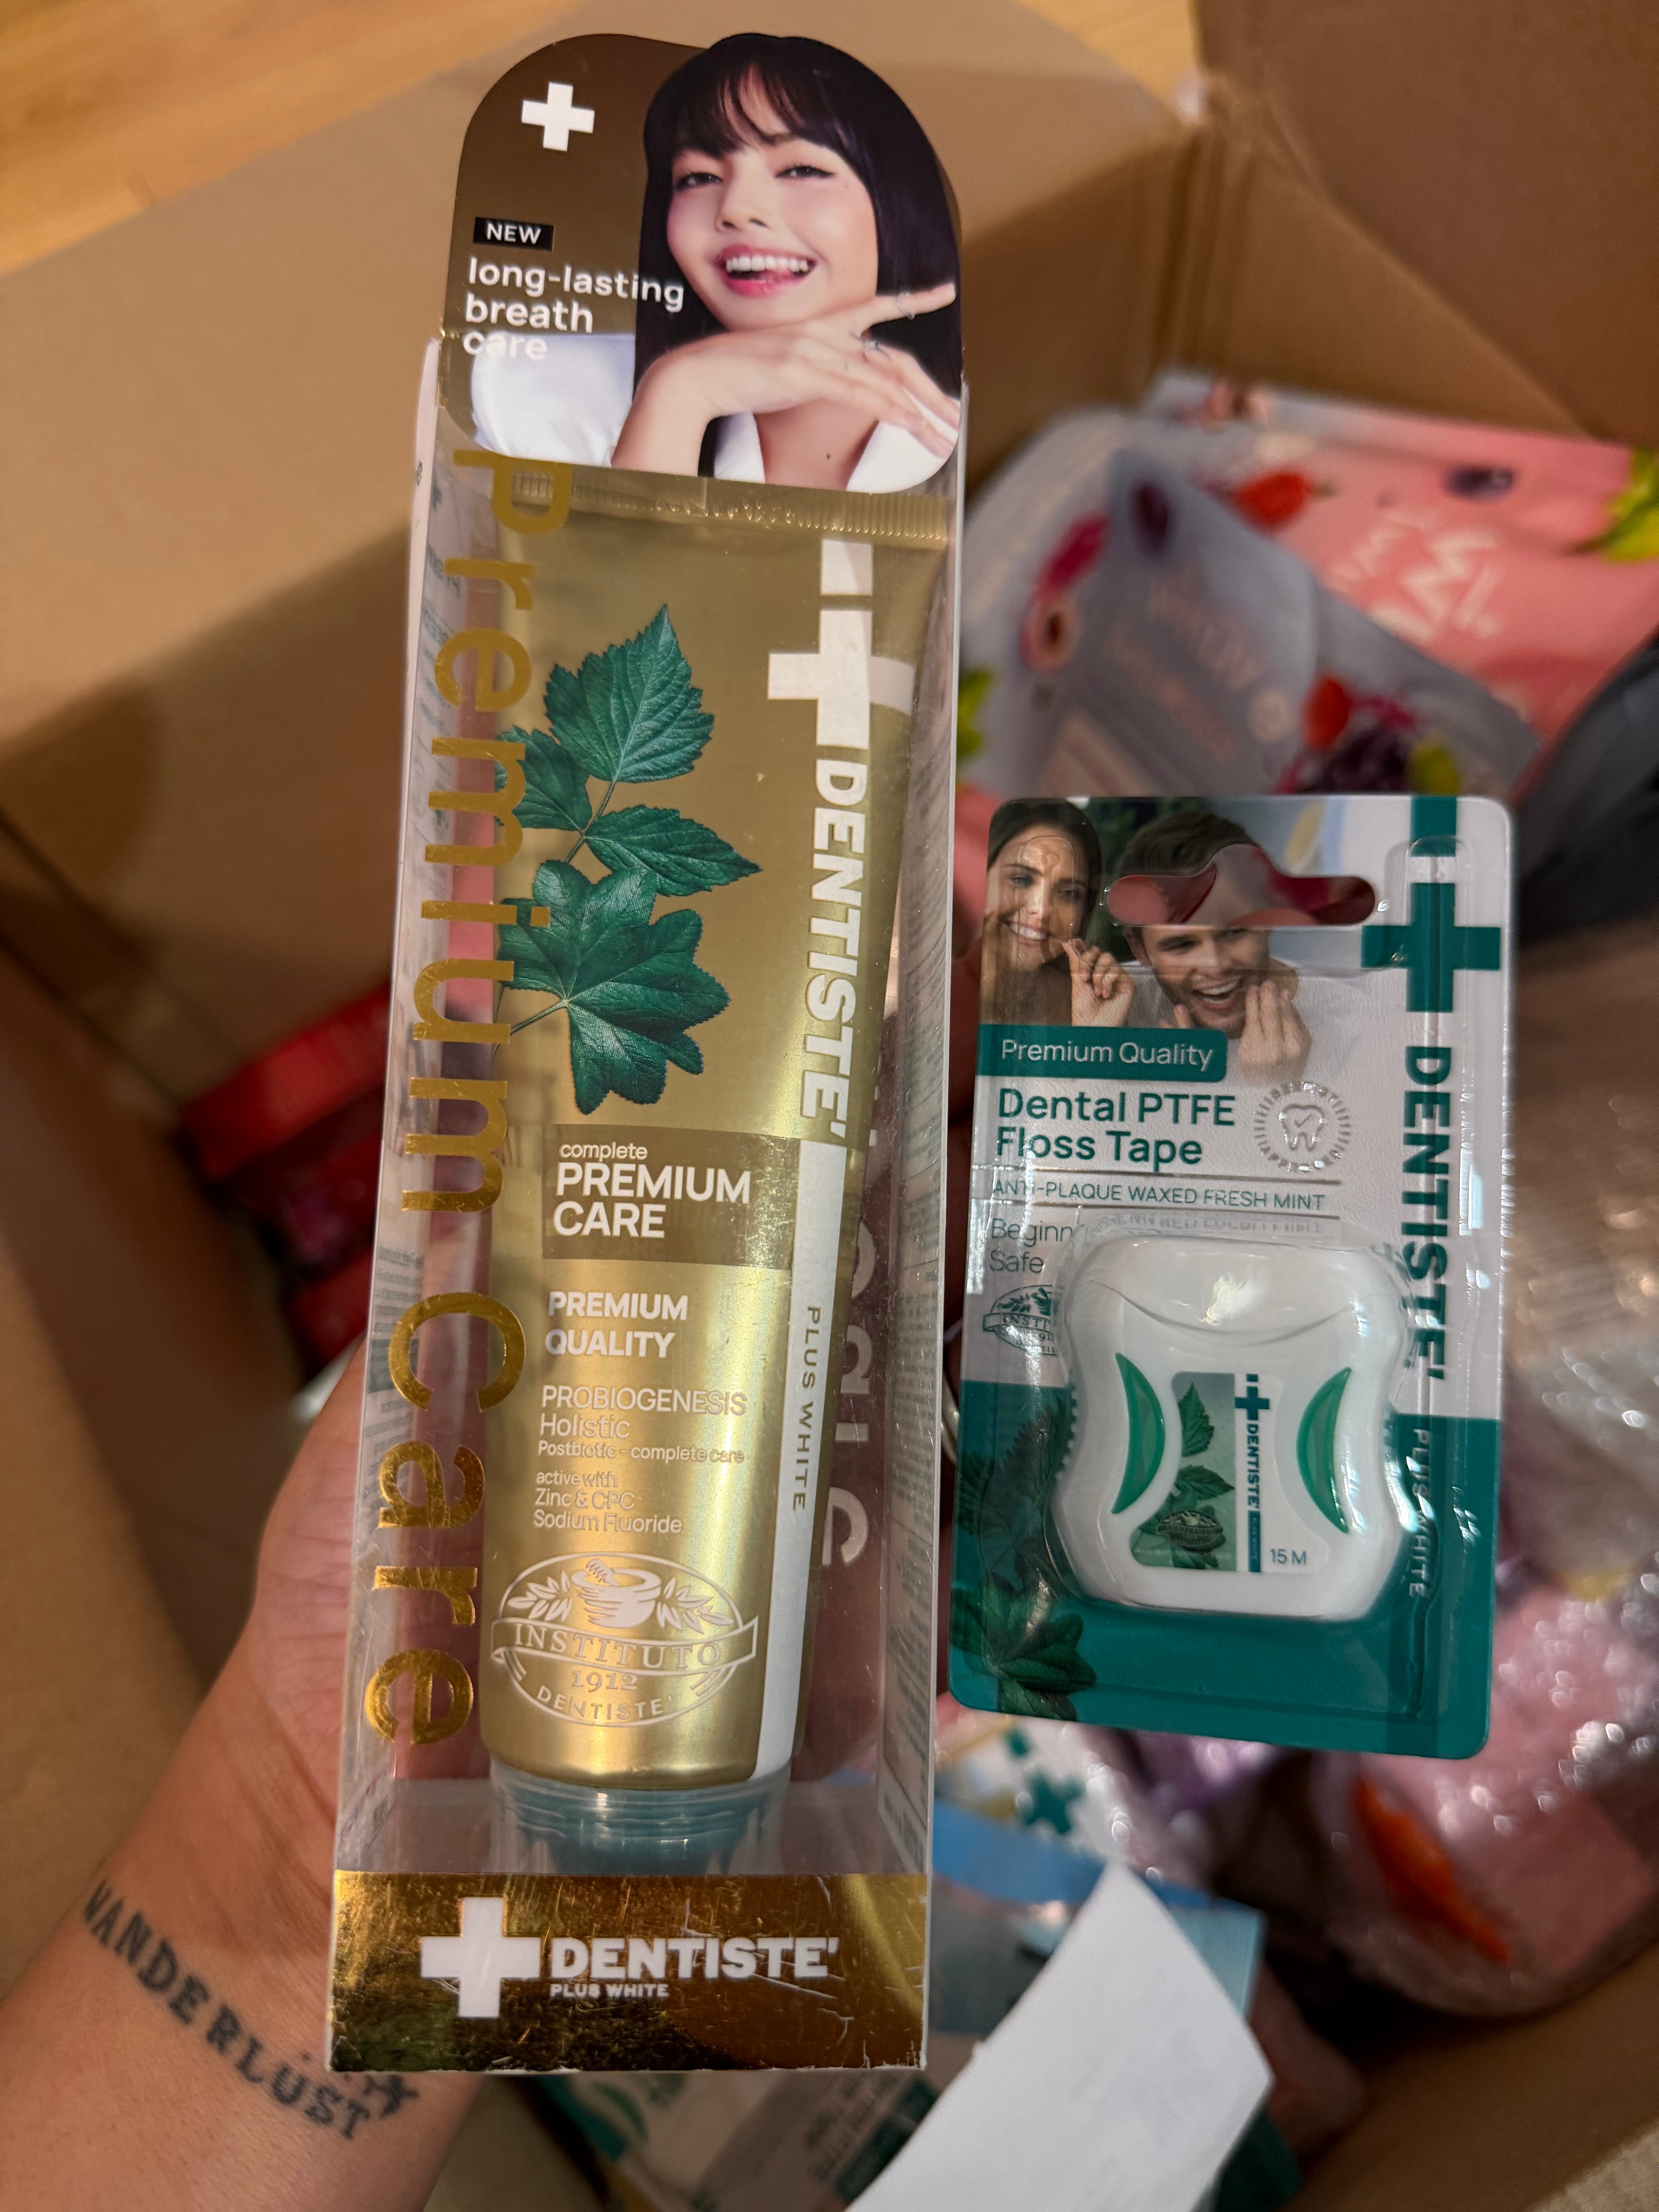 NEW
long-lasting
breath
care
Premium Care
DENTISTE'
PLUS WHITE
complete
PREMIUM
CARE
PREMIUM
QUALITY
PROBIOGENESIS
Holistic
Postbiotic - complete care
active with
Zinc & CPC
Sodium Fluoride
INSTITUTO
1912
DENTISTE'
DENTISTE'
PLUS WHITE
Premium Quality
Dental PTFE
Floss Tape
ANTI-PLAQUE WAXED FRESH MINT
Safe
DENTISTE'
PLUS WHITE
DENTISTE'
15 M
WANDERLUST